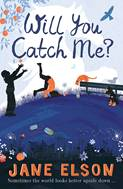 Will You
Catch Me?
JANE ELSON
Sometimes the world looks better upside down...